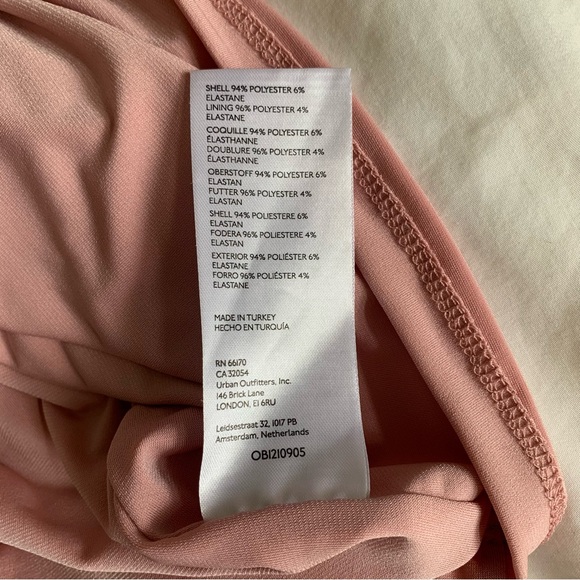 SHELL 94% POLYESTER 6%
ELASTANE
LINING 96% POLYESTER 4%
ELASTANE
COQUILLE 94% POLYESTER 6%
ÉLASTHANNE
DOUBLURE 96% POLYESTER 4%
ÉLASTHANNE
OBERSTOFF 94% POLYESTER 6%
ELASTAN
FUTTER 96% POLYESTER 4%
ELASTAN
SHELL 94% POLIESTERE 6%
ELASTAN
FODERA 96% POLIESTERE 4%
ELASTAN
EXTERIOR 94% POLIÉSTER 6%
ELASTANE
FORRO 96% POLIÉSTER 4%
ELASTANE
MADE IN TURKEY
HECHO EN TURQUÍA
RN 66170
CA 32054
Urban Outfitters, Inc.
146 Brick Lane
LONDON, E1 6RU
Leidsestraat 32, 1017 PB
Amsterdam, Netherlands
OB1210905